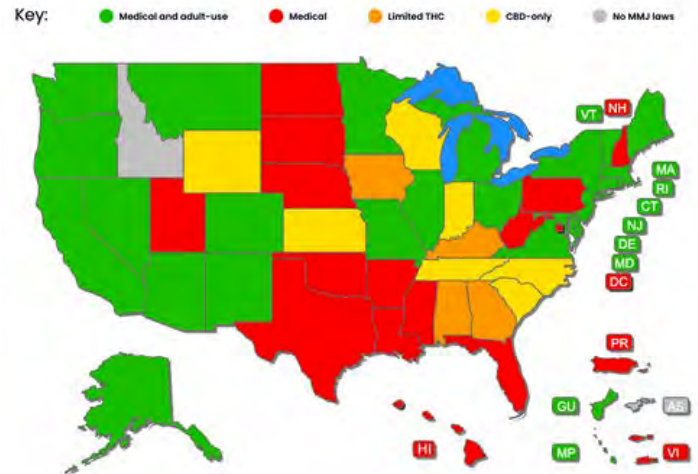 Key: Medical and adult-use Medical Limited THC CBD-only No MMJ laws
VT NH
MA
RI
CT
NJ
DE
MD
DC
PR
GU AS
HI MP VI